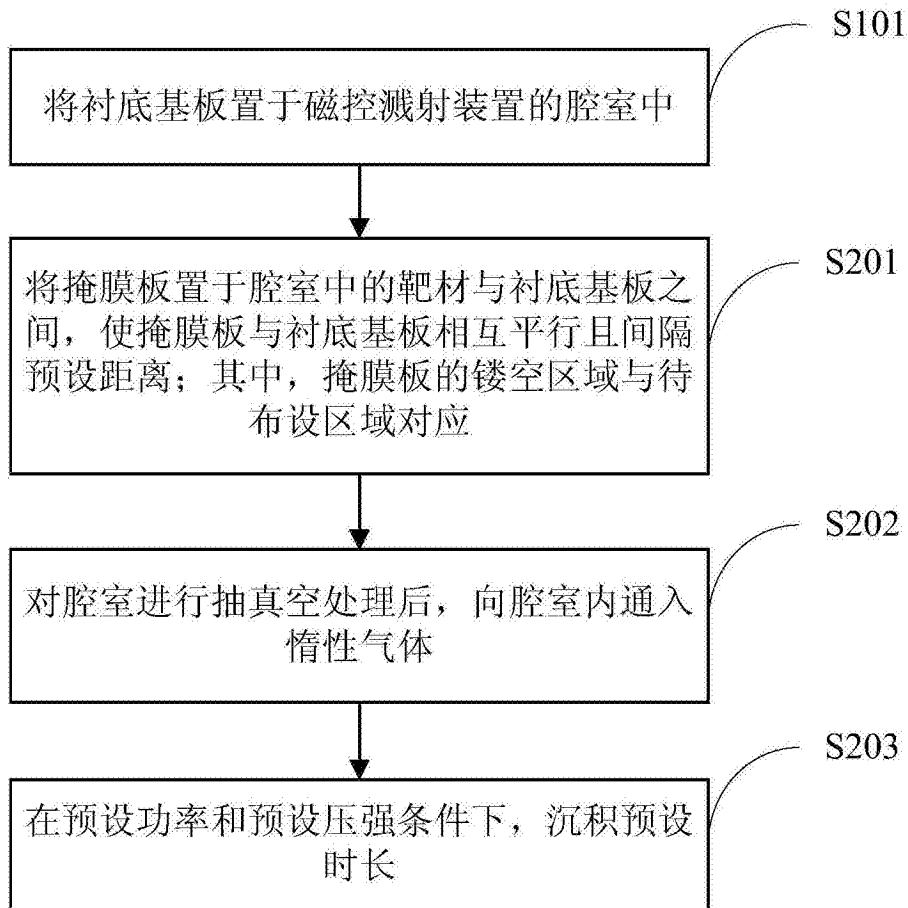 S101
将衬底基板置于磁控溅射装置的腔室中
S201
将掩膜板置于腔室中的靶材与衬底基板之
间，使掩膜板与衬底基板相互平行且间隔
预设距离；其中，掩膜板的镂空区域与待
布设区域对应
S202
对腔室进行抽真空处理后，向腔室内通入
惰性气体
S203
在预设功率和预设压强条件下，沉积预设
时长